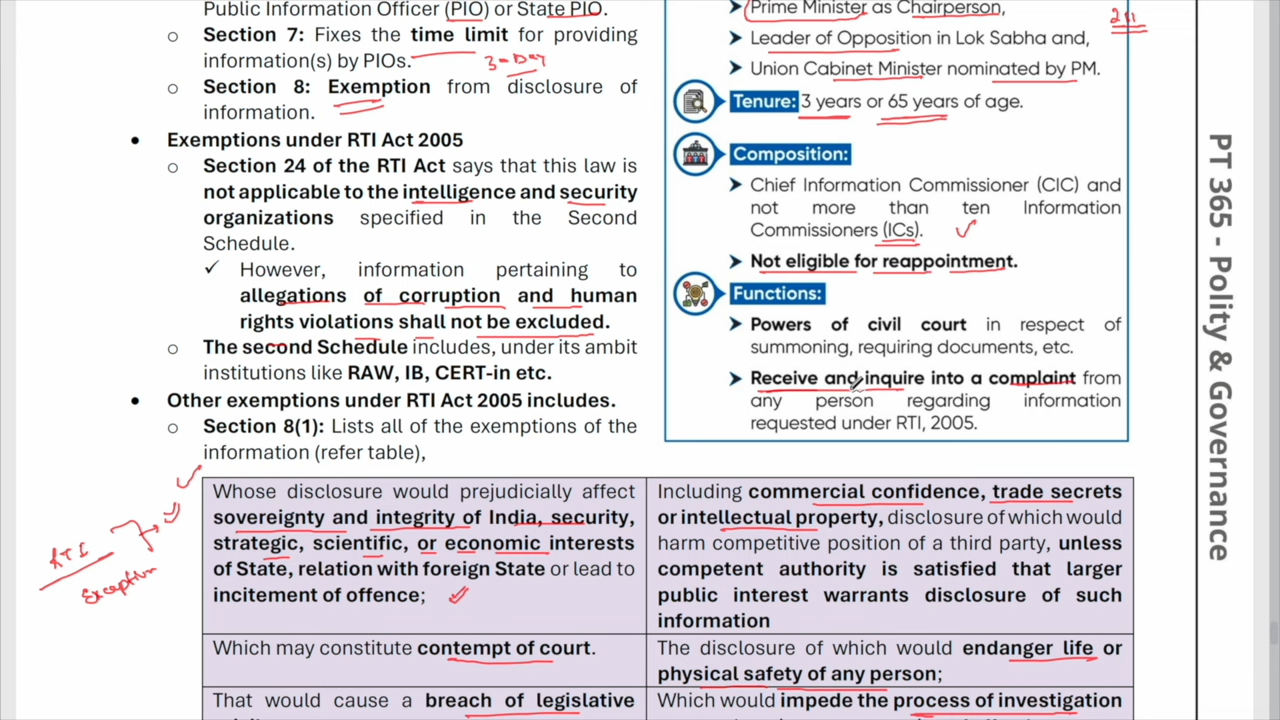 Public Information Officer (PIO) or State PIO.
○ Section 7: Fixes the time limit for providing
information(s) by PIOs.
3-Day
○ Section 8: Exemption from disclosure of
information.
• Exemptions under RTI Act 2005
○ Section 24 of the RTI Act says that this law is
not applicable to the intelligence and security
organizations specified in the Second
Schedule.
✓ However, information pertaining to
allegations of corruption and human
rights violations shall not be excluded.
○ The second Schedule includes, under its ambit
institutions like RAW, IB, CERT-in etc.
• Other exemptions under RTI Act 2005 includes.
○ Section 8(1): Lists all of the exemptions of the
information (refer table),
➤ Prime Minister as Chairperson,
➤ Leader of Opposition in Lok Sabha and,
➤ Union Cabinet Minister nominated by PM.
Tenure: 3 years or 65 years of age.
Composition:
➤ Chief Information Commissioner (CIC) and
not more than ten Information
Commissioners (ICs).
➤ Not eligible for reappointment.
Functions:
➤ Powers of civil court in respect of
summoning, requiring documents, etc.
➤ Receive and inquire into a complaint from
any person regarding information
requested under RTI, 2005.
RTI
Exception
Whose disclosure would prejudicially affect
sovereignty and integrity of India, security,
strategic, scientific, or economic interests
of State, relation with foreign State or lead to
incitement of offence;
Including commercial confidence, trade secrets
or intellectual property, disclosure of which would
harm competitive position of a third party, unless
competent authority is satisfied that larger
public interest warrants disclosure of such
information
Which may constitute contempt of court.
The disclosure of which would endanger life or
physical safety of any person;
That would cause a breach of legislative
Which would impede the process of investigation
PT 365 - Polity & Governance